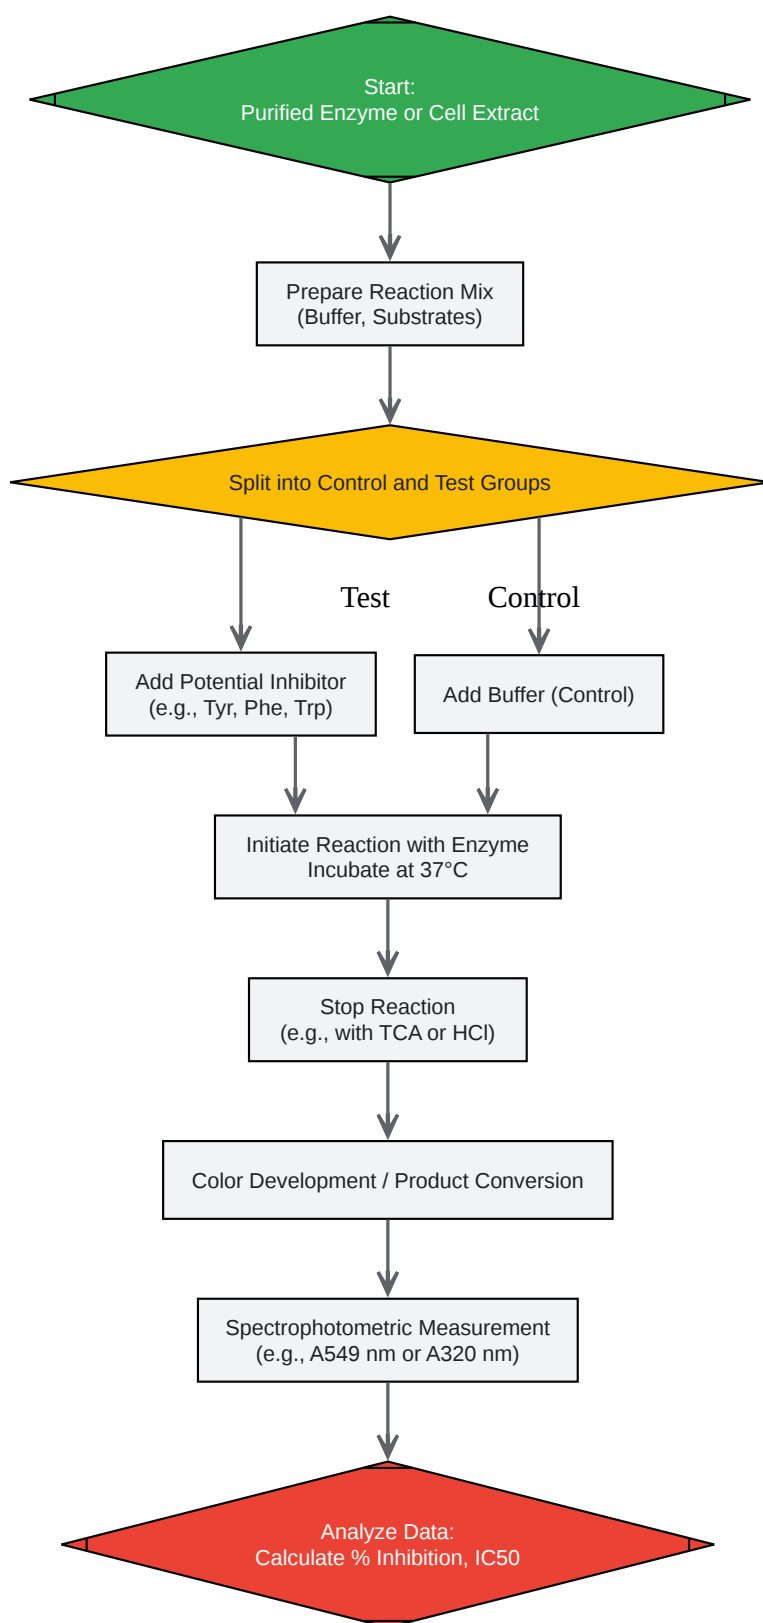 Start:
Purified Enzyme or Cell Extract
Prepare Reaction Mix
(Buffer, Substrates)
Split into Control and Test Groups
Test
Control
Add Potential Inhibitor
(e.g., Tyr, Phe, Trp)
Add Buffer (Control)
Initiate Reaction with Enzyme
Incubate at 37°C
Stop Reaction
(e.g., with TCA or HCl)
Color Development / Product Conversion
Spectrophotometric Measurement
(e.g., A549 nm or A320 nm)
Analyze Data:
Calculate % Inhibition, IC50